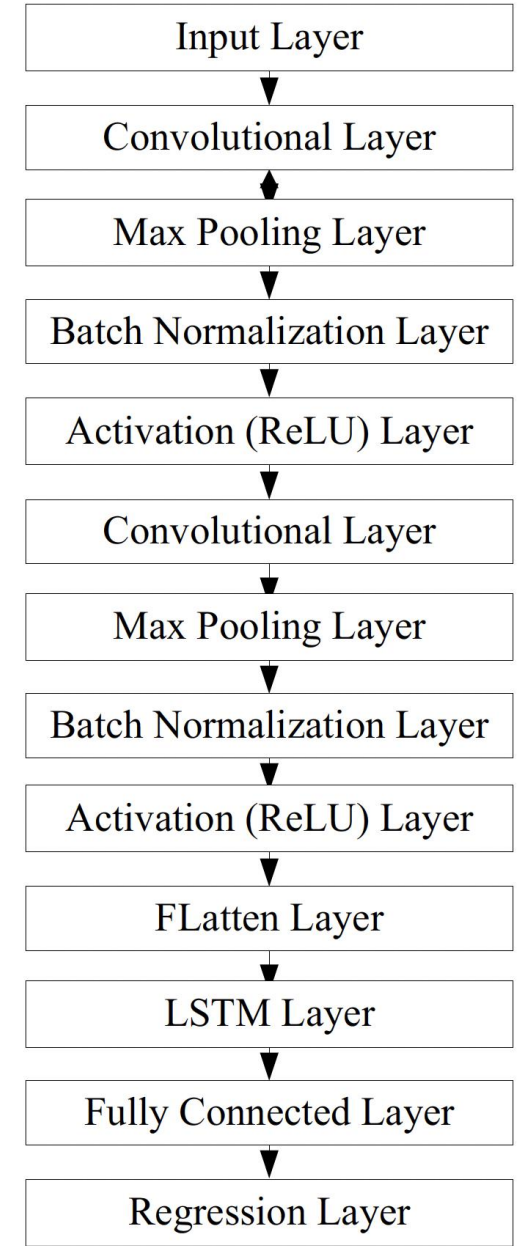 Input Layer
Convolutional Layer
Max Pooling Layer
Batch Normalization Layer
Activation (ReLU) Layer
Convolutional Layer
Max Pooling Layer
Batch Normalization Layer
Activation (ReLU) Layer
FLatten Layer
LSTM Layer
Fully Connected Layer
Regression Layer